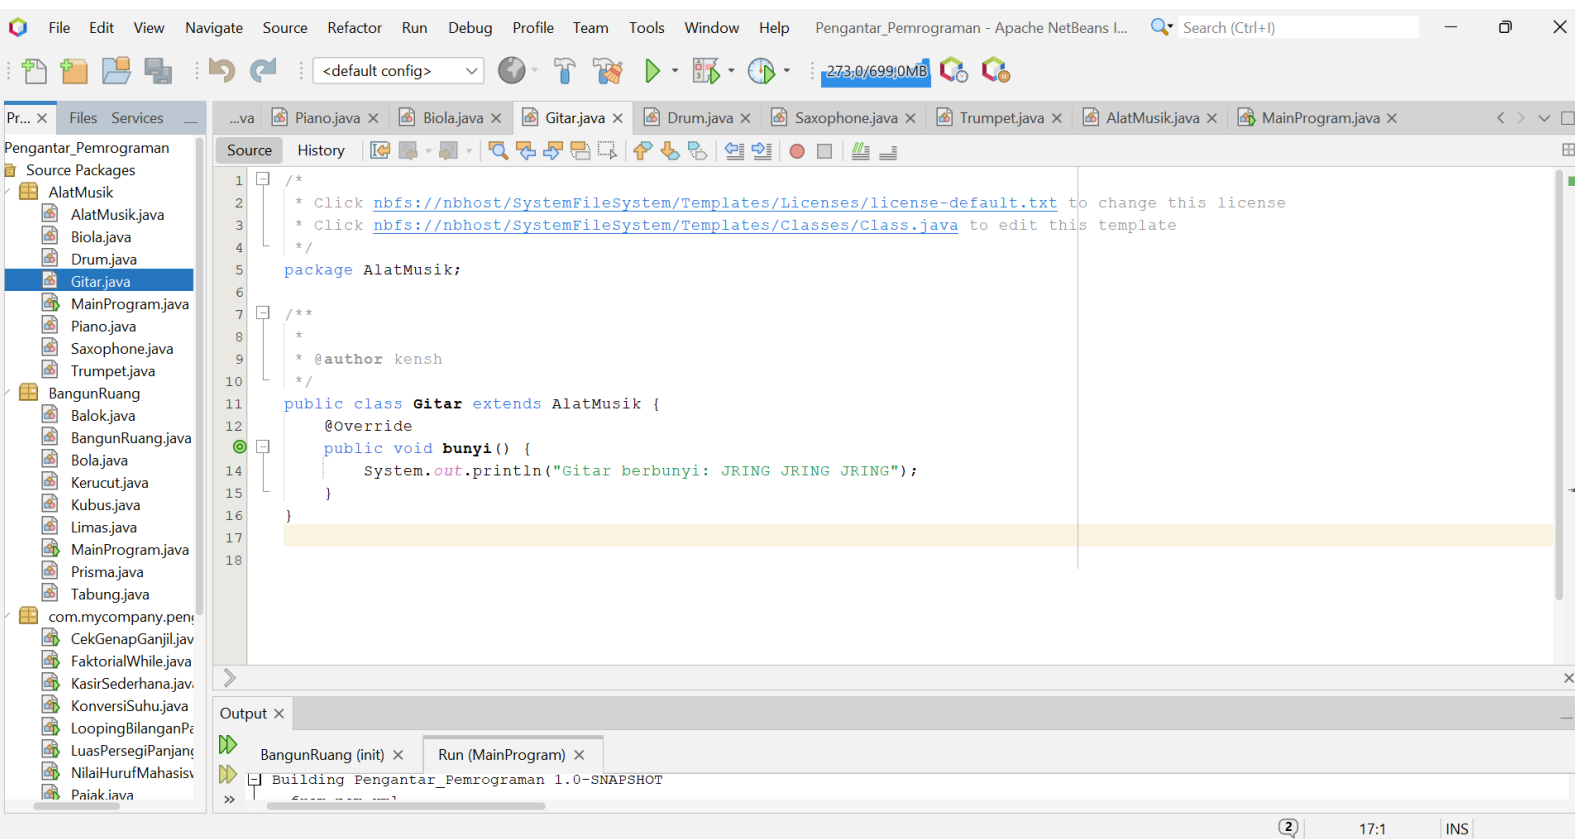 File Edit View Navigate Source Refactor Run Debug Profile Team Tools Window Help Pengantar_Pemrograman - Apache NetBeans I... Search (Ctrl+I)
<default config> 273,0/699,0MB
Pr... Files Services
...va Piano.java Biola.java Gitar.java Drum.java Saxophone.java Trumpet.java AlatMusik.java MainProgram.java
Source History
Pengantar_Pemrograman
Source Packages
AlatMusik
AlatMusik.java
Biola.java
Drum.java
Gitar.java
MainProgram.java
Piano.java
Saxophone.java
Trumpet.java
BangunRuang
Balok.java
BangunRuang.java
Bola.java
Kerucut.java
Kubus.java
Limas.java
MainProgram.java
Prisma.java
Tabung.java
com.mycompany.peng
CekGenapGanjil.jav
FaktorialWhile.java
KasirSederhana.java
KonversiSuhu.java
LoopingBilanganPa
LuasPersegiPanjang
NilaiHurufMahasisw
Pajak.java
1 /*
2 * Click nbfs://nbhost/SystemFileSystem/Templates/Licenses/license-default.txt to change this license
3 * Click nbfs://nbhost/SystemFileSystem/Templates/Classes/Class.java to edit this template
4 */
5 package AlatMusik;
6
7 /**
8 *
9 * @author kensh
10 */
11 public class Gitar extends AlatMusik {
12 @Override
public void bunyi() {
14 System.out.println("Gitar berbunyi: JRING JRING JRING");
15 }
16 }
17
18
Output
BangunRuang (init) Run (MainProgram)
Building Pengantar_Pemrograman 1.0-SNAPSHOT
from pom.xml
2 17:1 INS